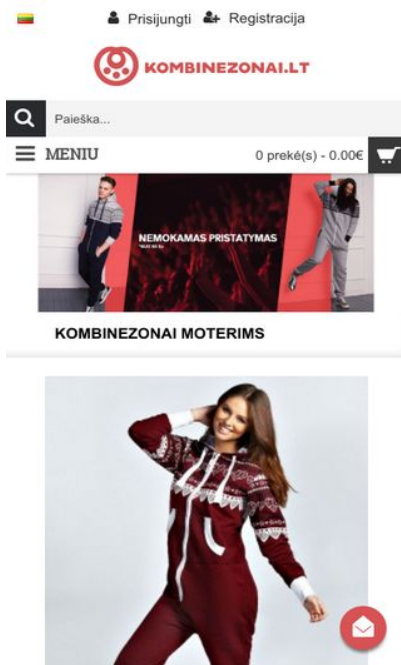 Prisijungti Registracija
KOMBINEZONAI.LT
Paieška...
MENIU 0 prekė(s) - 0.00€
NEMOKAMAS PRISTATYMAS
KOMBINEZONAI MOTERIMS